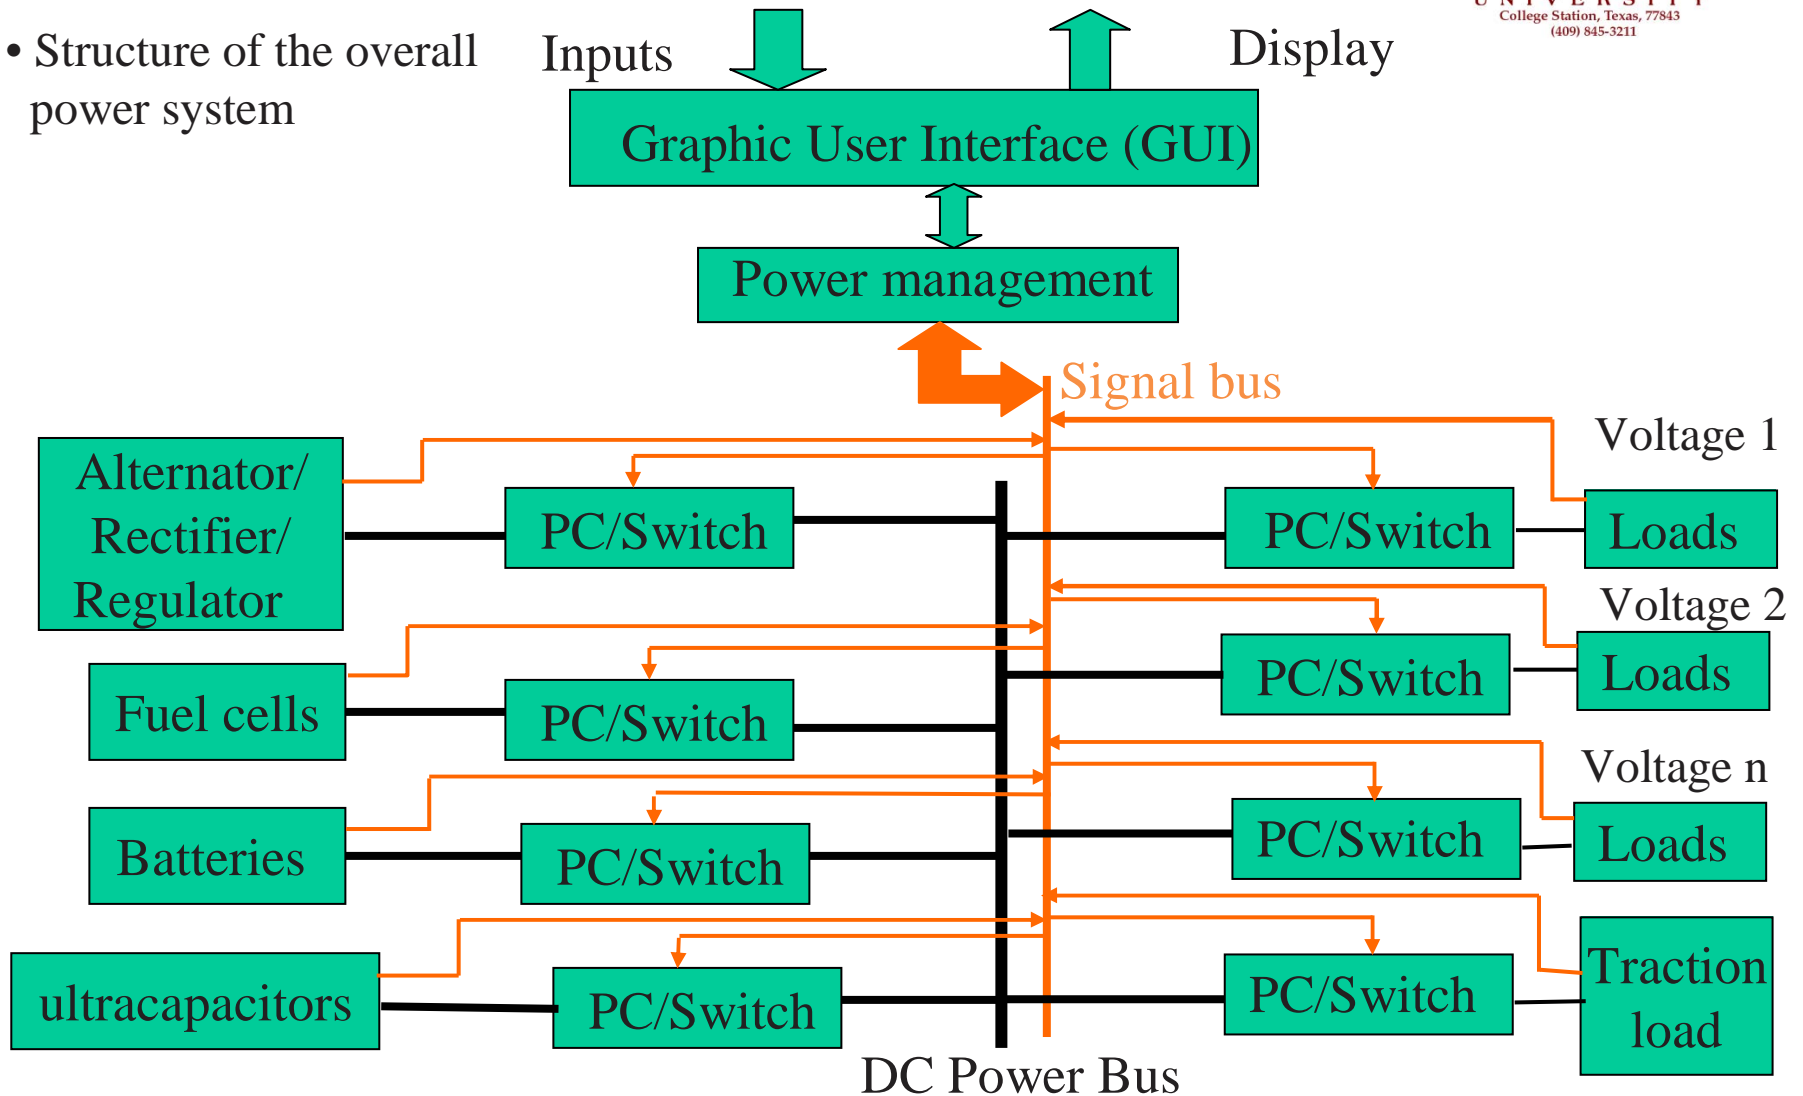 U N I V E R S I T Y
College Station, Texas, 77843
(409) 845-3211
• Structure of the overall
power system
Inputs
Display
Graphic User Interface (GUI)
Power management
Signal bus
Voltage 1
Alternator/
Rectifier/
Regulator
PC/Switch
PC/Switch
Loads
Voltage 2
Fuel cells
PC/Switch
PC/Switch
Loads
Voltage n
Batteries
PC/Switch
PC/Switch
Loads
ultracapacitors
PC/Switch
PC/Switch
Traction
load
DC Power Bus